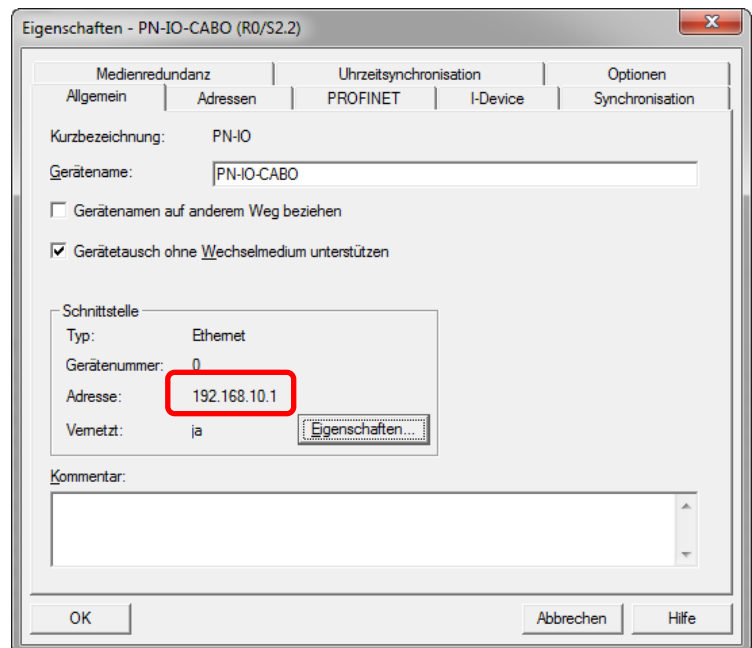 Eigenschaften - PN-IO-CABO (R0/S2.2)
Medienredundanz Uhrzeitsynchronisation Optionen
Allgemein Adressen PROFINET I-Device Synchronisation
Kurzbezeichnung: PN-IO
Gerätename: PN-IO-CABO
Gerätenamen auf anderem Weg beziehen
Gerätetausch ohne Wechselmedium unterstützen
Schnittstelle
Typ: Ethernet
Gerätenummer: 0
Adresse: 192.168.10.1
Vernetzt: ja Eigenschaften...
Kommentar:
OK Abbrechen Hilfe